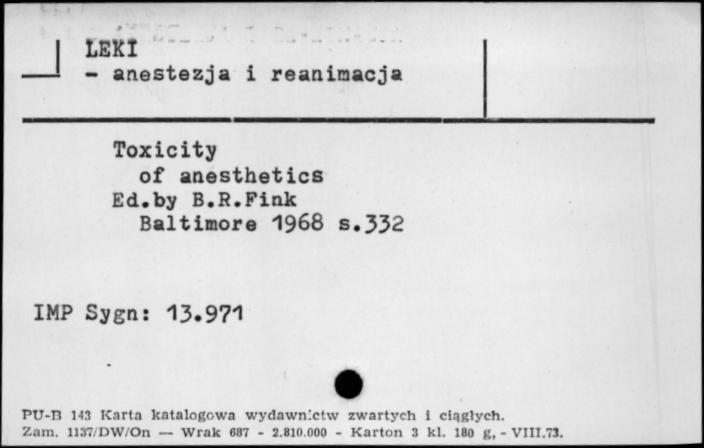 LEKI
- anestezja i reanimacja
Toxicity
of anesthetics
Ed.by B.R.Fink
Baltimore 1968 s.332
IMP Sygn: 13.971
PU-B 143 Karta katalogowa wydawnictw zwartych i ciągłych.
Zam. 1137/DW/On — Wrak 687 - 2.810.000 - Karton 3 kl. 180 g, - VIII.73.